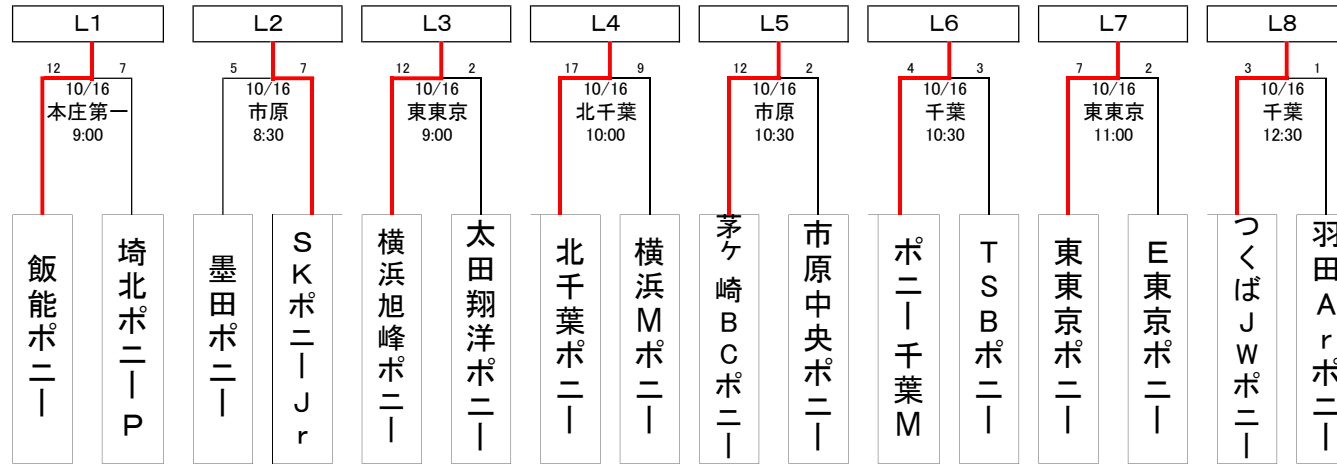 L1
L2
L3
L4
L5
L6
L7
L8
12 7
10/16
本庄第一
9:00
5 7
10/16
市原
8:30
12 2
10/16
東東京
9:00
17 9
10/16
北千葉
10:00
12 2
10/16
市原
10:30
4 3
10/16
千葉
10:30
7 2
10/16
東東京
11:00
3 1
10/16
千葉
12:30
飯能ポニー
埼北ポニーP
墨田ポニー
SKポニーJr
横浜旭峰ポニー
太田翔洋ポニー
北千葉ポニー
横浜Mポニー
茅ケ崎BCポニー
市原中央ポニー
ポニー千葉M
TSBポニー
東東京ポニー
E東京ポニー
つくばJWポニー
羽田Arポニー